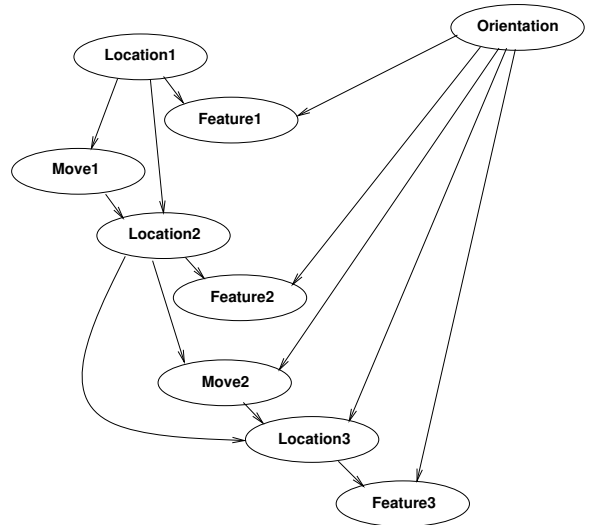 Orientation
Location1
Feature1
Move1
Location2
Feature2
Move2
Location3
Feature3